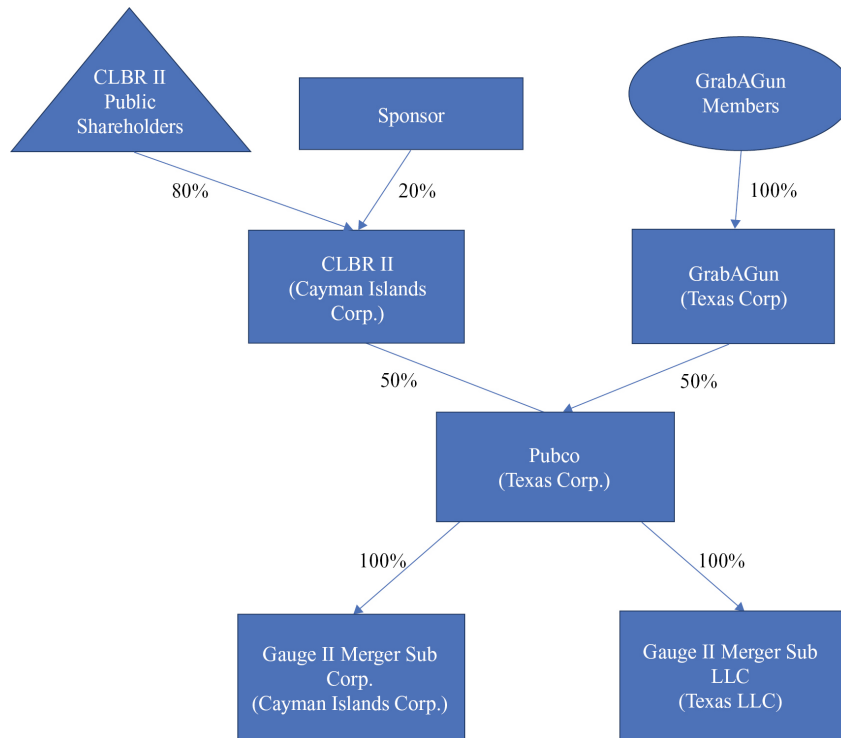 CLBR II
Public
Shareholders
Sponsor
GrabAGun
Members
80%
20%
100%
CLBR II
(Cayman Islands
Corp.)
GrabAGun
(Texas Corp)
50%
50%
Pubco
(Texas Corp.)
100%
100%
Gauge II Merger Sub
Corp.
(Cayman Islands Corp.)
Gauge II Merger Sub
LLC
(Texas LLC)